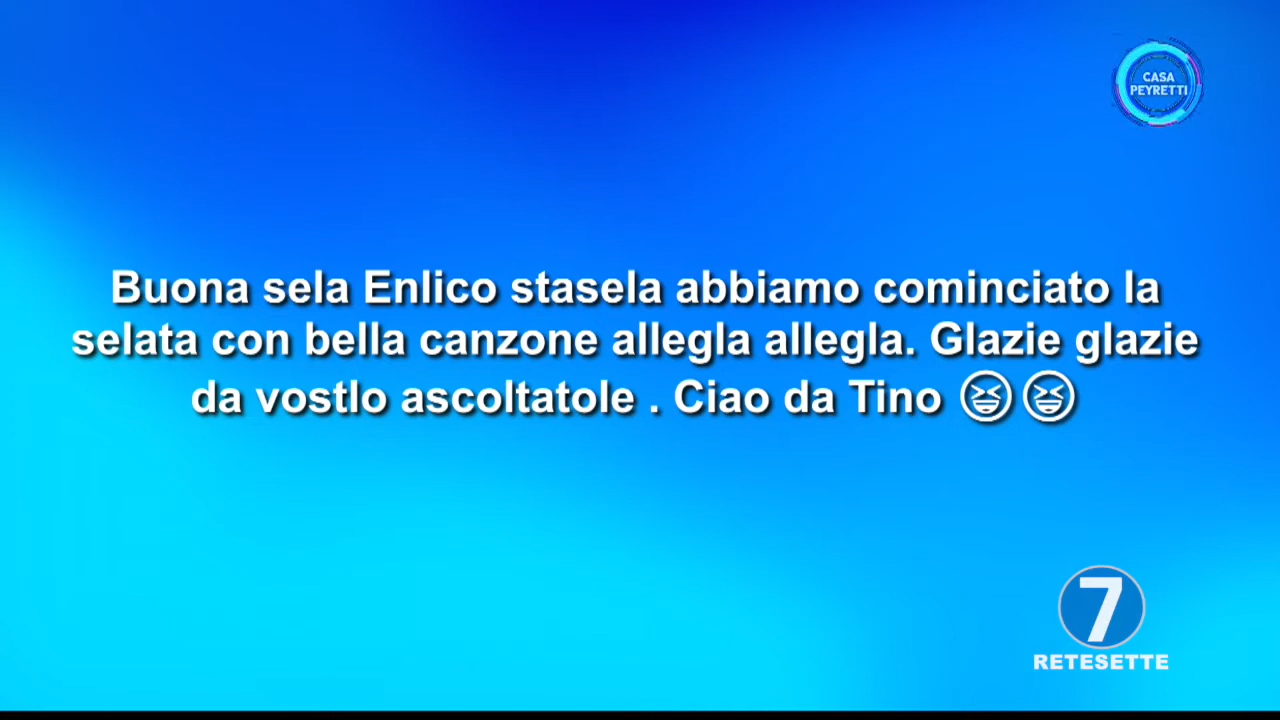 CASA
PEYRETTI
Buona sela Enlico stasela abbiamo cominciato la
selata con bella canzone allegla allegla. Glazie glazie
da vostlo ascoltatole . Ciao da Tino 😆😆
7
RETESETTE